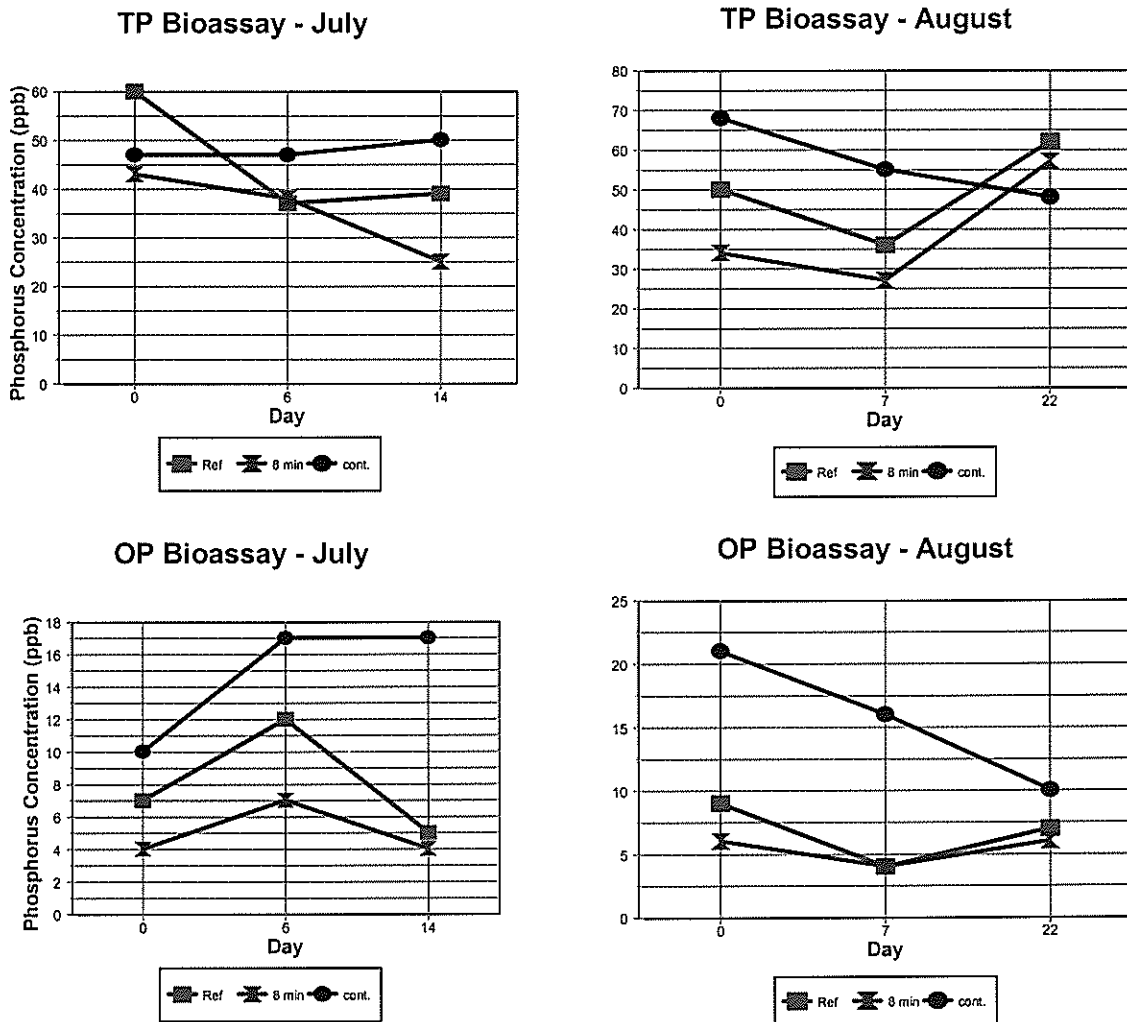 TP Bioassay - July
Phosphorus Concentration (ppb)
60
50
40
30
20
10
0
0 6 14
Day
Ref 8 min cont.
TP Bioassay - August
80
70
60
50
40
30
20
10
0
0 7 22
Day
Ref 8 min cont.
OP Bioassay - July
Phosphorus Concentration (ppb)
18
16
14
12
10
8
6
4
2
0
0 6 14
Day
Ref 8 min cont.
OP Bioassay - August
25
20
15
10
5
0
0 7 22
Day
Ref 8 min cont.